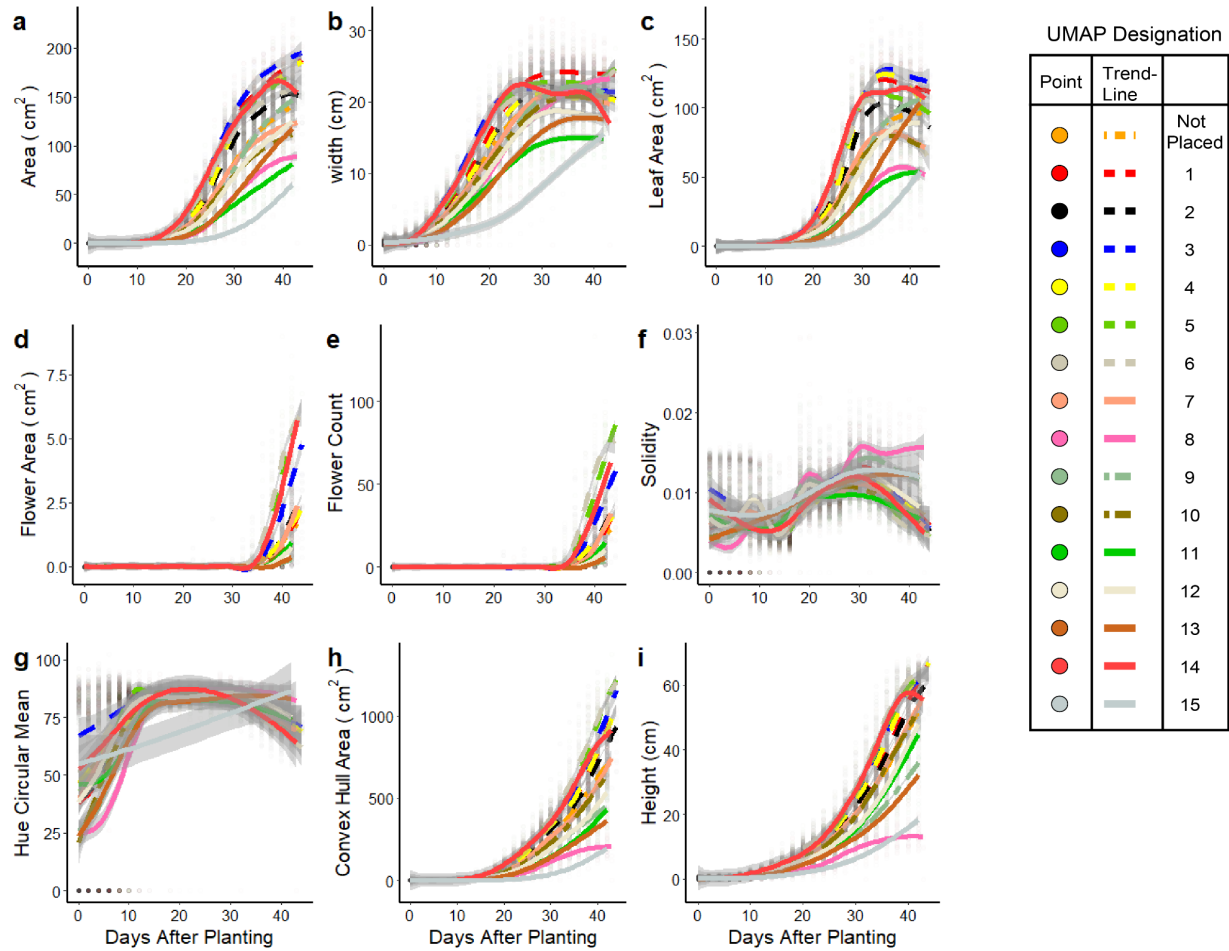 a
Area ( cm2 )
200
150
100
50
0
0 10 20 30 40
b
width (cm)
30
20
10
0
0 10 20 30 40
c
Leaf Area ( cm2 )
150
100
50
0
0 10 20 30 40
d
Flower Area ( cm2 )
7.5
5.0
2.5
0.0
0 10 20 30 40
e
Flower Count
100
50
0
0 10 20 30 40
f
Solidity
0.03
0.02
0.01
0.00
0 10 20 30 40
g
Hue Circular Mean
100
75
50
25
0
0 10 20 30 40
Days After Planting
h
Convex Hull Area ( cm2 )
1000
500
0
0 10 20 30 40
Days After Planting
i
Height (cm)
60
40
20
0
0 10 20 30 40
Days After Planting
UMAP Designation
Point Trend-
Line
Not
Placed
1
2
3
4
5
6
7
8
9
10
11
12
13
14
15